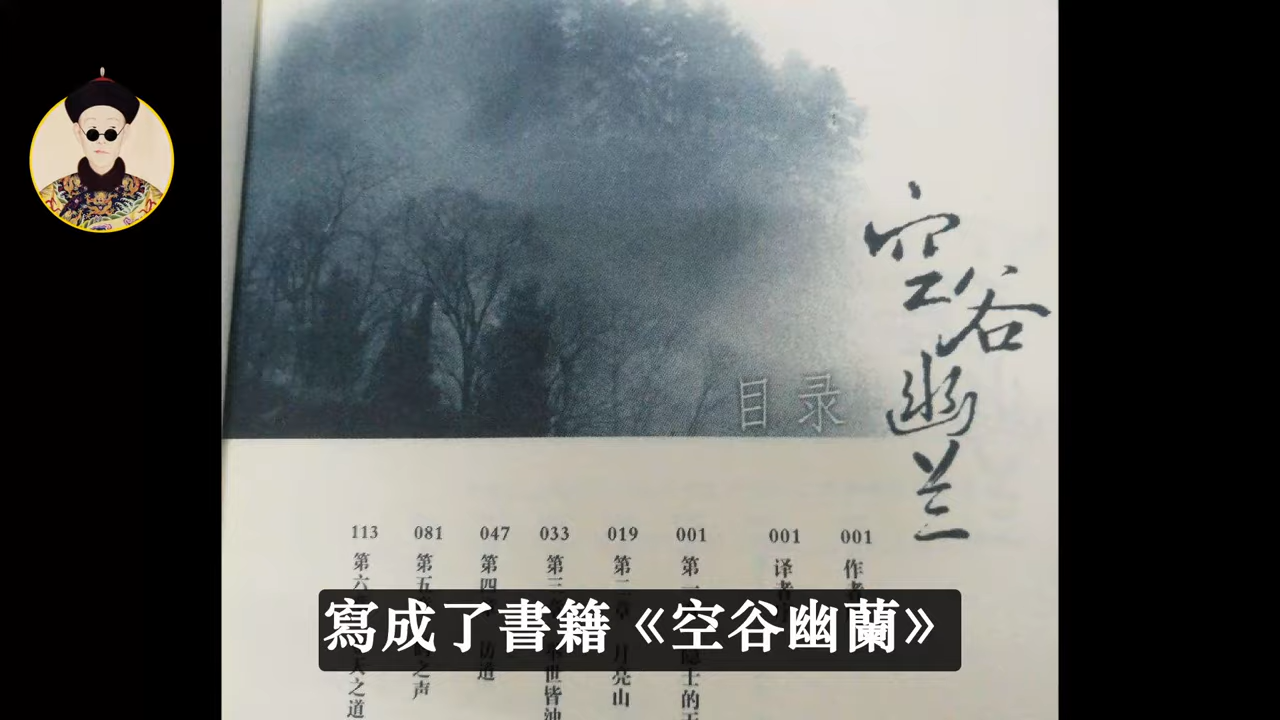 空谷幽兰
目录
001 作者
001 译者
001 第一 隐士的
019 第二章 月亮山
033 第三 世皆
047 第四 访道
081 第五 之声
113 第六 天之道
寫成了書籍《空谷幽蘭》